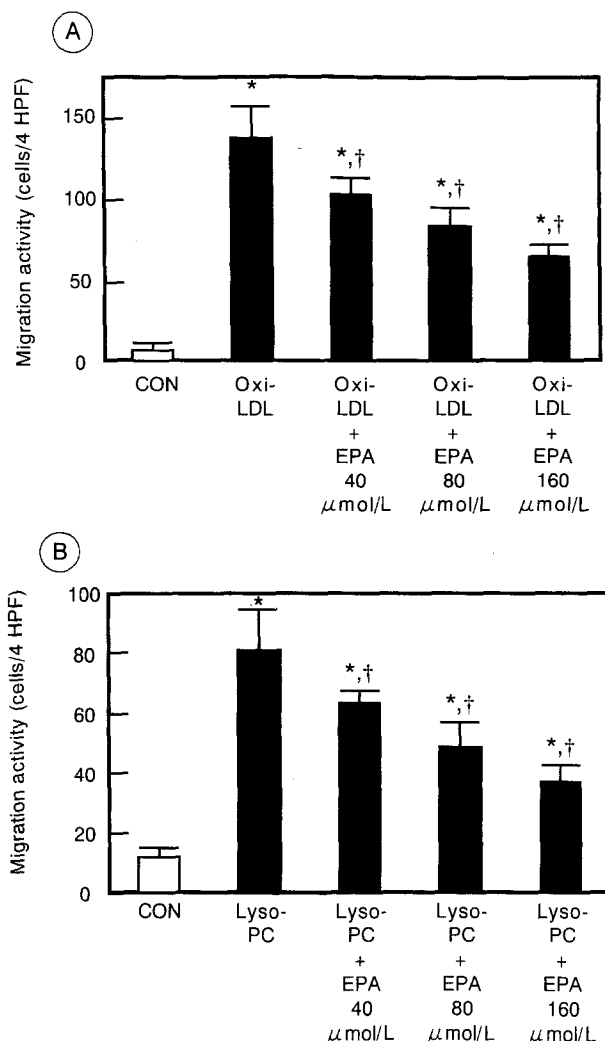 A
Migration activity (cells/4 HPF)
150
100
50
0
*
*,†
*,†
*,†
CON
Oxi-
LDL
Oxi-
LDL
+
EPA
40
μmol/L
Oxi-
LDL
+
EPA
80
μmol/L
Oxi-
LDL
+
EPA
160
μmol/L
B
Migration activity (cells/4 HPF)
100
80
60
40
20
0
*
*,†
*,†
*,†
CON
Lyso-
PC
Lyso-
PC
+
EPA
40
μmol/L
Lyso-
PC
+
EPA
80
μmol/L
Lyso-
PC
+
EPA
160
μmol/L